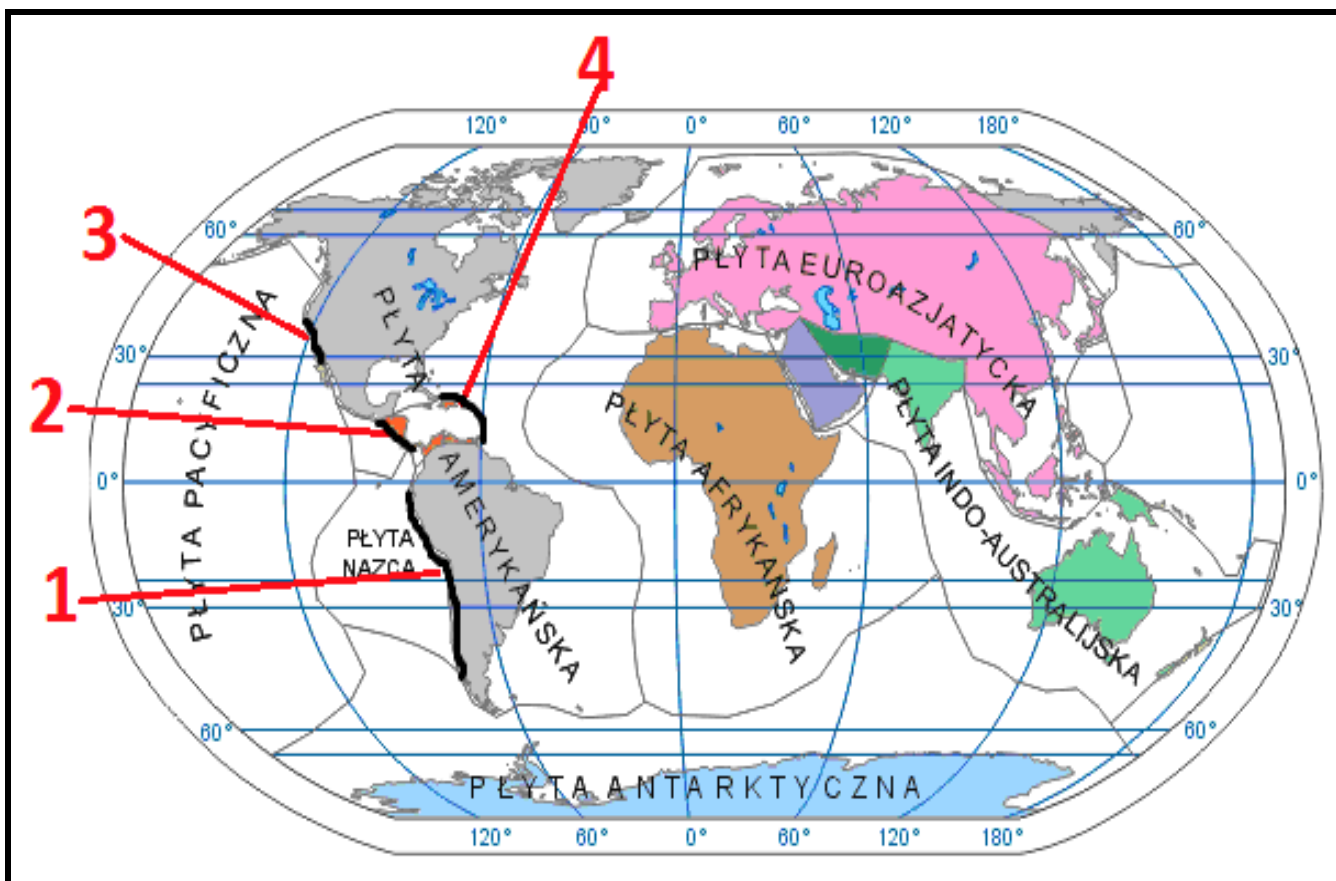 4
120° 60° 0° 60° 120° 180°
3
60° 60°
PŁYTA EUROAZJATYCKA
PŁYTA PACYFICZNA
PŁYTA
AMERYKAŃSKA
30° 30°
2
PŁYTA AFRYKAŃSKA
PŁYTA INDO-AUSTRALIJSKA
0° 0°
PŁYTA
NAZCA
1
30° 30°
60° 60°
PŁYTA ANTARKTYCZNA
120° 60° 0° 60° 120° 180°